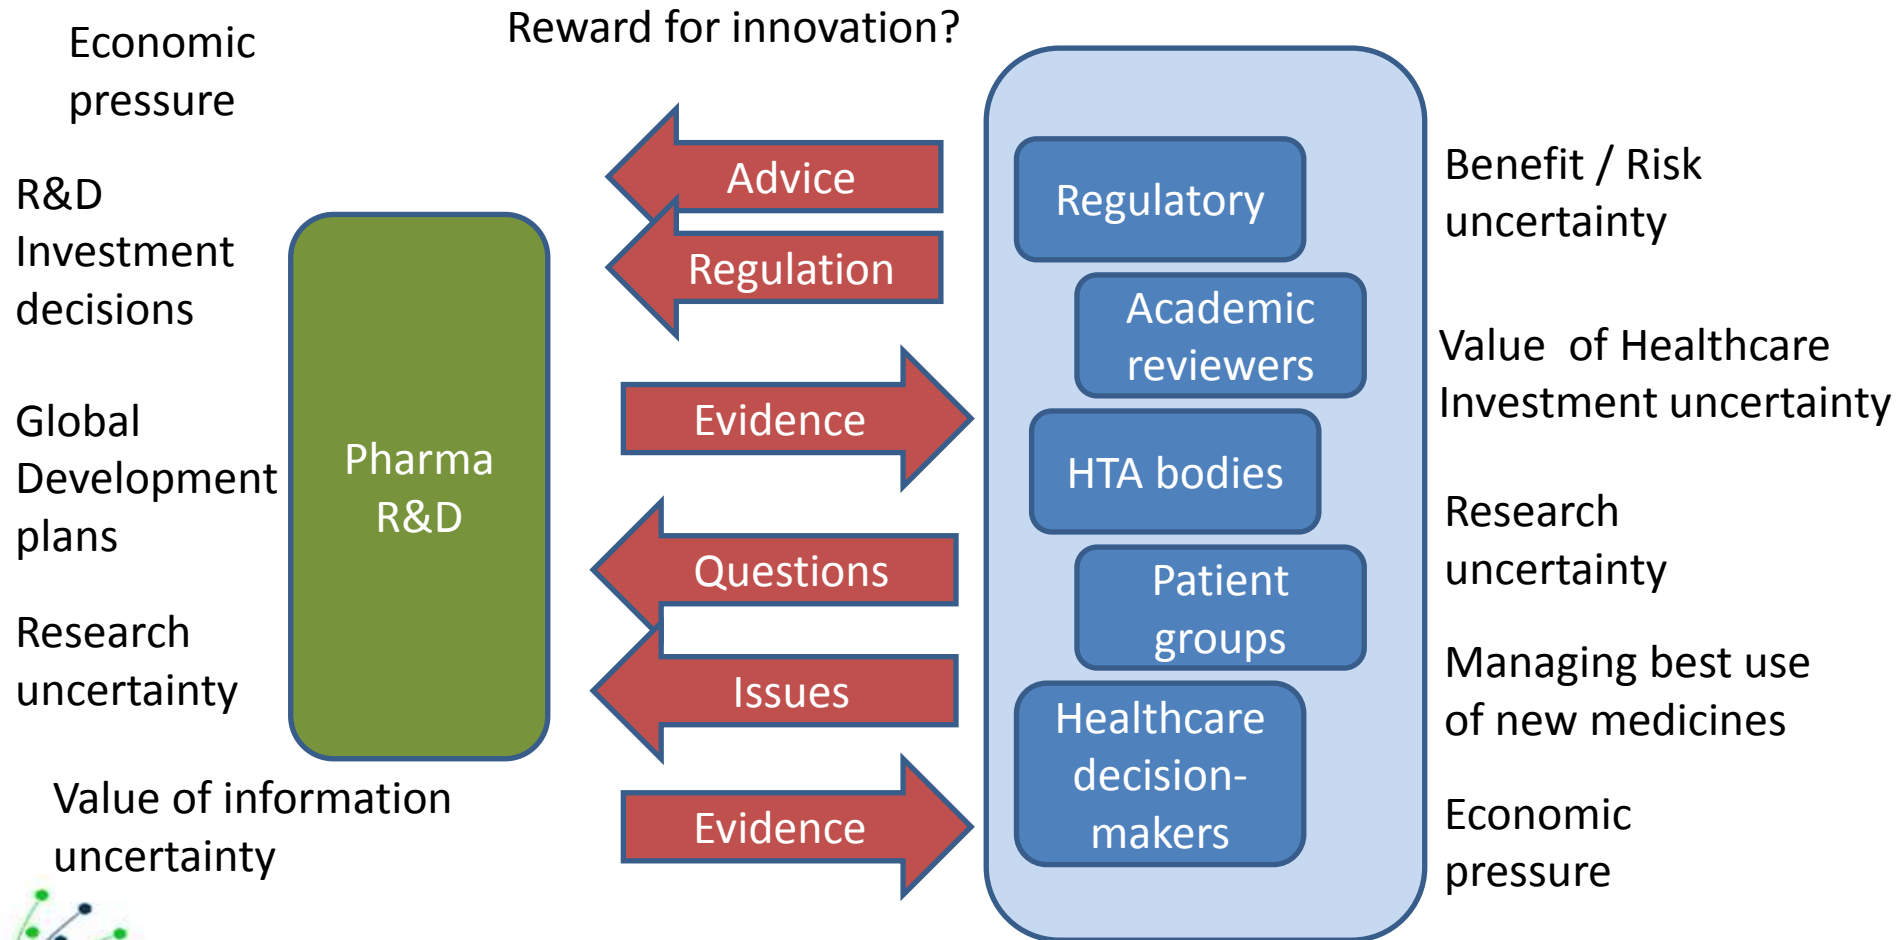 Reward for innovation?
Economic
pressure
R&D
Investment
decisions
Global
Development
plans
Research
uncertainty
Value of information
uncertainty
Pharma
R&D
Advice
Regulation
Evidence
Questions
Issues
Evidence
Regulatory
Academic
reviewers
HTA bodies
Patient
groups
Healthcare
decision-
makers
Benefit / Risk
uncertainty
Value  of Healthcare
Investment uncertainty
Research
uncertainty
Managing best use
of new medicines
Economic
pressure